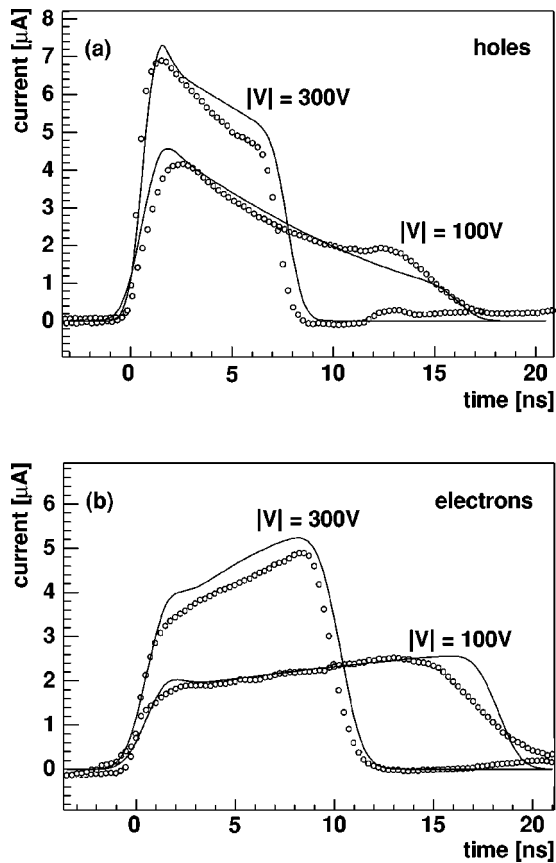 (a)
holes
current [µA]
8
7
6
5
4
3
2
1
0
|V| = 300V
|V| = 100V
0 5 10 15 20
time [ns]
(b)
electrons
current [µA]
6
5
4
3
2
1
0
|V| = 300V
|V| = 100V
0 5 10 15 20
time [ns]